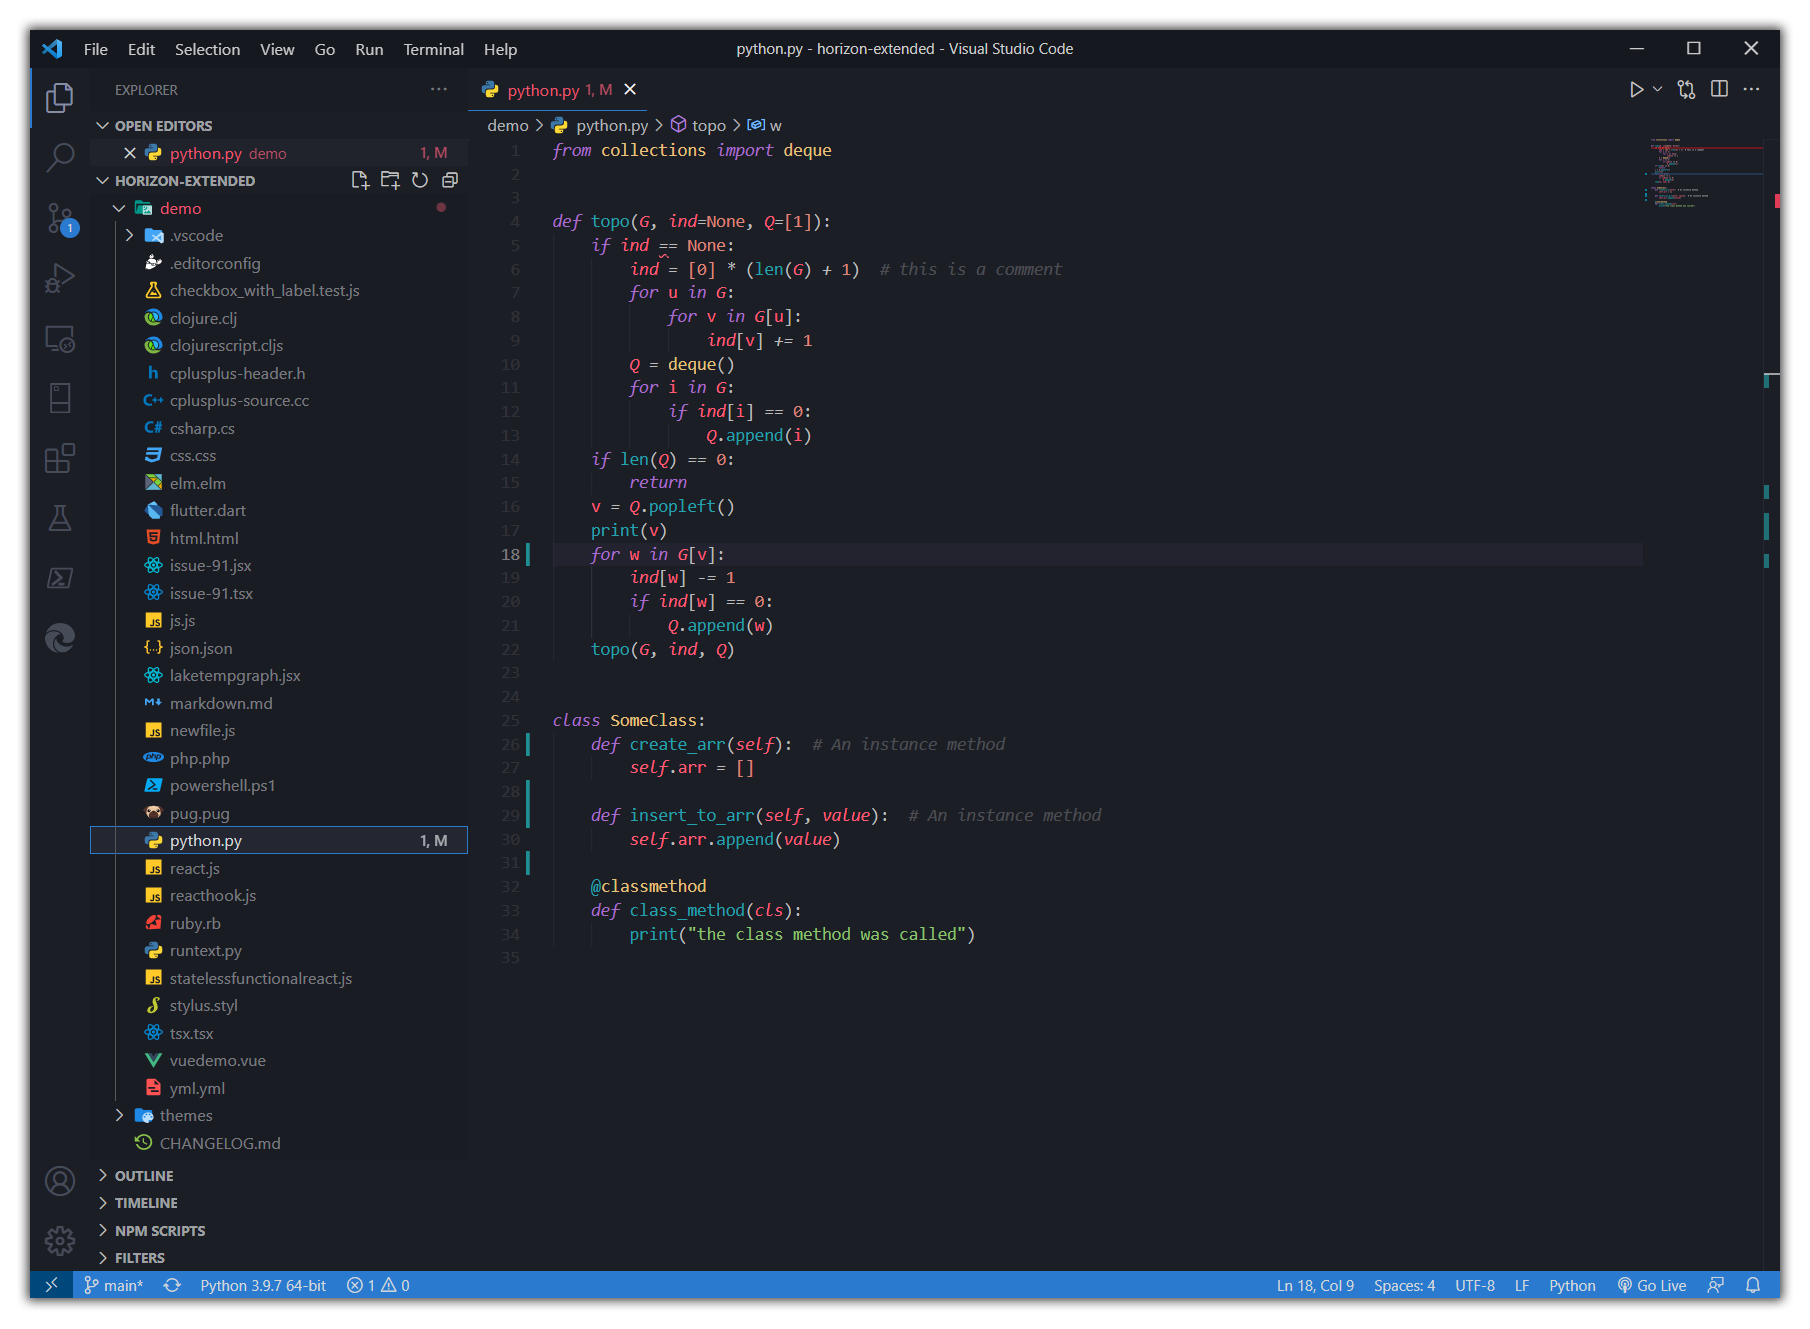 File Edit Selection View Go Run Terminal Help
python.py - horizon-extended - Visual Studio Code
EXPLORER
OPEN EDITORS
python.py demo 1, M
HORIZON-EXTENDED
demo
.vscode
.editorconfig
checkbox_with_label.test.js
clojure.clj
clojurescript.cljs
h cplusplus-header.h
C++ cplusplus-source.cc
C# csharp.cs
css.css
elm.elm
flutter.dart
html.html
issue-91.jsx
issue-91.tsx
JS js.js
{..} json.json
laketempgraph.jsx
M markdown.md
JS newfile.js
php php.php
powershell.ps1
pug.pug
python.py 1, M
JS react.js
JS reacthook.js
ruby.rb
runtext.py
JS statelessfunctionalreact.js
stylus.styl
tsx.tsx
vuedemo.vue
yml.yml
themes
CHANGELOG.md
OUTLINE
TIMELINE
NPM SCRIPTS
FILTERS
1
python.py 1, M
demo > python.py > topo > w
1 from collections import deque
2
3
4 def topo(G, ind=None, Q=[1]):
5     if ind == None:
6         ind = [0] * (len(G) + 1)  # this is a comment
7         for u in G:
8             for v in G[u]:
9                 ind[v] += 1
10         Q = deque()
11         for i in G:
12             if ind[i] == 0:
13                 Q.append(i)
14     if len(Q) == 0:
15         return
16     v = Q.popleft()
17     print(v)
18     for w in G[v]:
19         ind[w] -= 1
20         if ind[w] == 0:
21             Q.append(w)
22     topo(G, ind, Q)
23
24
25 class SomeClass:
26     def create_arr(self):  # An instance method
27         self.arr = []
28
29     def insert_to_arr(self, value):  # An instance method
30         self.arr.append(value)
31
32     @classmethod
33     def class_method(cls):
34         print("the class method was called")
35
main* Python 3.9.7 64-bit 1 0
Ln 18, Col 9 Spaces: 4 UTF-8 LF Python Go Live